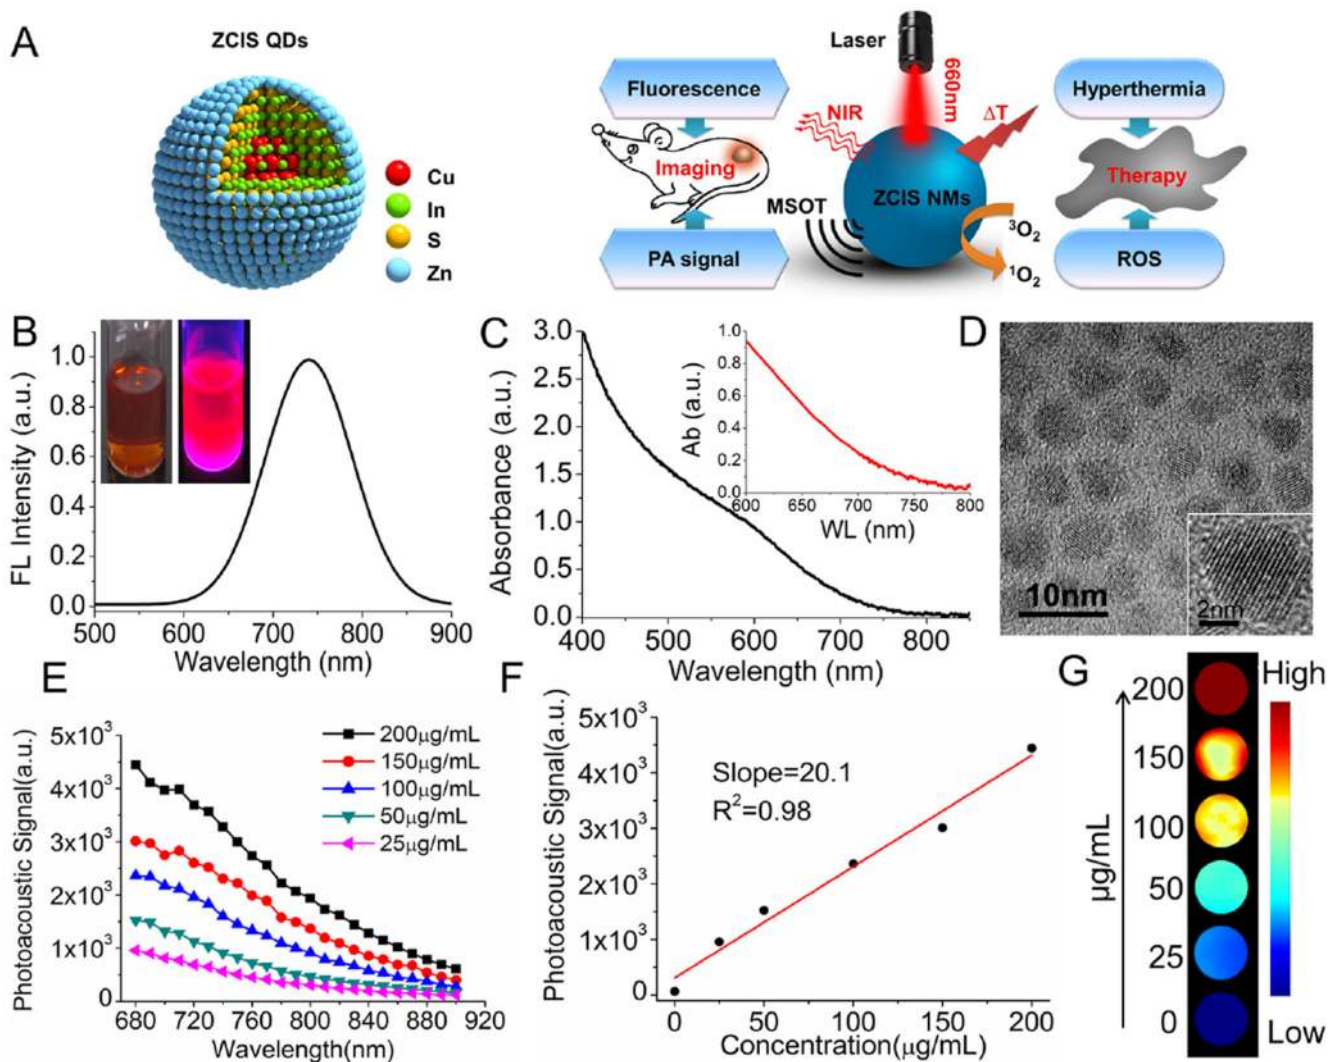 A
ZCIS QDs
Cu
In
S
Zn
Laser
660nm
Fluorescence
NIR
ΔT
Hyperthermia
Imaging
ZCIS NMs
Therapy
MSOT
PA signal
³O₂
¹O₂
ROS
B
FL Intensity (a.u.)
1.0
0.8
0.6
0.4
0.2
0.0
500 600 700 800 900
Wavelength (nm)
C
Absorbance (a.u.)
3.0
2.5
2.0
1.5
1.0
0.5
0.0
400 500 600 700 800
Wavelength (nm)
Ab (a.u.)
1.0
0.8
0.6
0.4
0.2
0.0
600 650 700 750 800
WL (nm)
D
10nm
2nm
E
Photoacoustic Signal(a.u.)
5x10³
4x10³
3x10³
2x10³
1x10³
0
680 720 760 800 840 880 920
Wavelength(nm)
200μg/mL
150μg/mL
100μg/mL
50μg/mL
25μg/mL
F
Photoacoustic Signal(a.u.)
5x10³
4x10³
3x10³
2x10³
1x10³
0
Slope=20.1
R²=0.98
0 50 100 150 200
Concentration(μg/mL)
G
μg/mL
200
150
100
50
25
0
High
Low